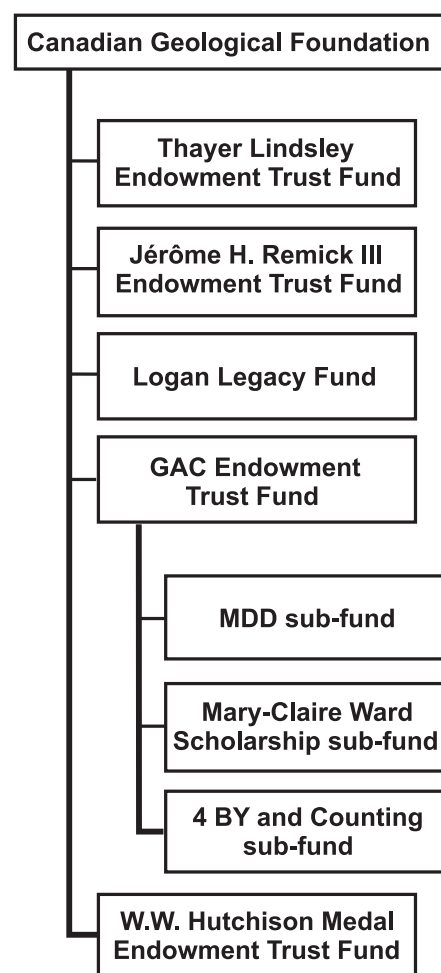 Canadian Geological Foundation
Thayer Lindsley
Endowment Trust Fund
Jérôme H. Remick III
Endowment Trust Fund
Logan Legacy Fund
GAC Endowment
Trust Fund
MDD sub-fund
Mary-Claire Ward
Scholarship sub-fund
4 BY and Counting
sub-fund
W.W. Hutchison Medal
Endowment Trust Fund